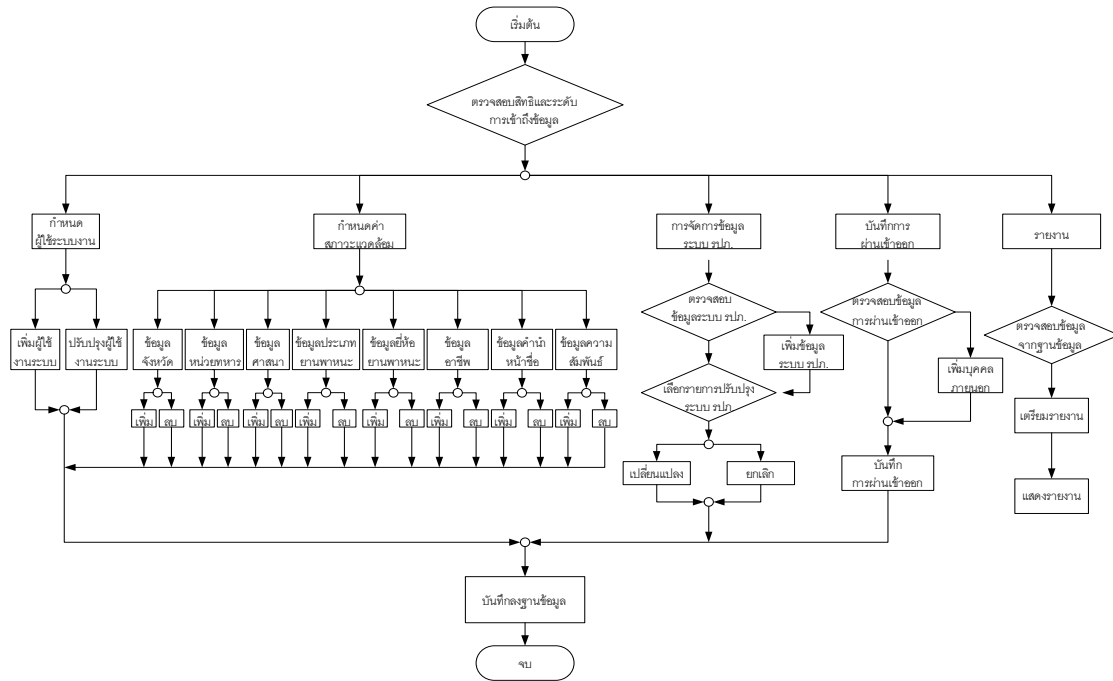 เริ่มต้น
ตรวจสอบสิทธิและระดับ
การเข้าถึงข้อมูล
กำหนด
ผู้ใช้ระบบงาน
กำหนดค่า
สภาวะแวดล้อม
การจัดการข้อมูล
ระบบ รปภ.
บันทึกการ
ผ่านเข้าออก
รายงาน
เพิ่มผู้ใช้
งานระบบ
ปรับปรุงผู้ใช้
งานระบบ
ข้อมูล
จังหวัด
ข้อมูล
หน่วยทหาร
ข้อมูล
ศาสนา
ข้อมูลประเภท
ยานพาหนะ
ข้อมูลยี่ห้อ
ยานพาหนะ
ข้อมูล
อาชีพ
ข้อมูลคำนำ
หน้าชื่อ
ข้อมูลความ
สัมพันธ์
ตรวจสอบ
ข้อมูลระบบ รปภ.
เพิ่มข้อมูล
ระบบ รปภ.
ตรวจสอบข้อมูล
การผ่านเข้าออก
เพิ่มบุคคล
ภายนอก
ตรวจสอบข้อมูล
จากฐานข้อมูล
เพิ่ม
ลบ
เพิ่ม
ลบ
เพิ่ม
ลบ
เพิ่ม
ลบ
เพิ่ม
ลบ
เพิ่ม
ลบ
เพิ่ม
ลบ
เพิ่ม
ลบ
เลือกรายการปรับปรุง
ระบบ รปภ
เตรียมรายงาน
เปลี่ยนแปลง
ยกเลิก
บันทึก
การผ่านเข้าออก
แสดงรายงาน
บันทึกลงฐานข้อมูล
จบ